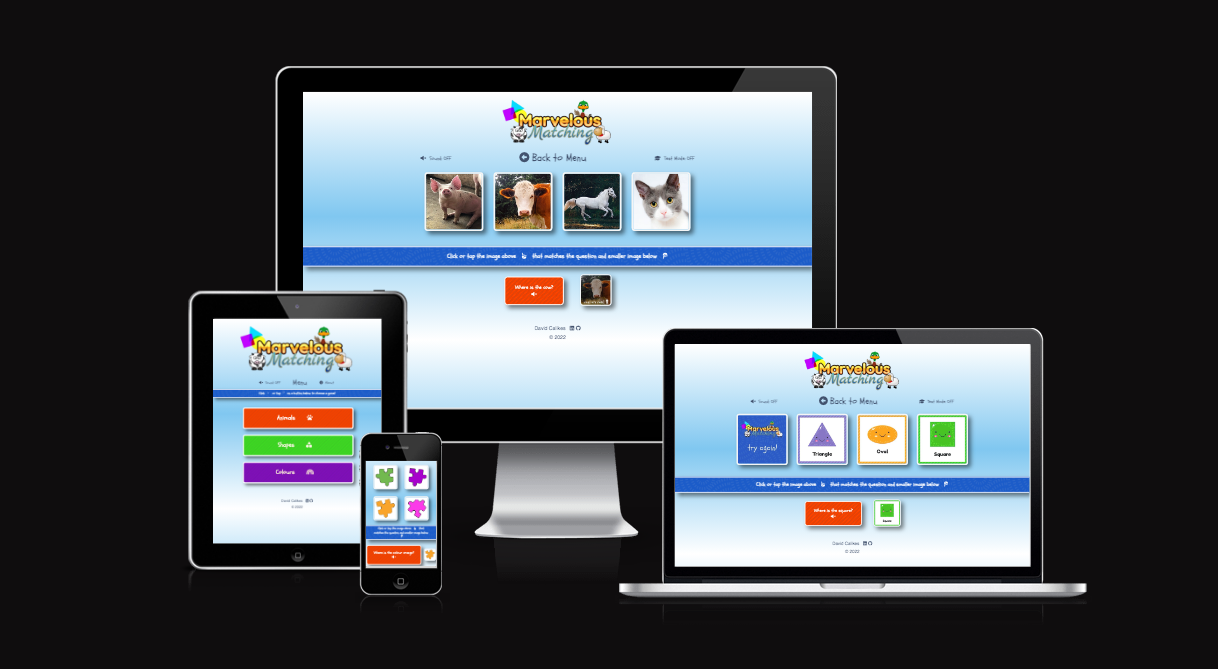 Marvelous
Matching
Sound OFF
Back to Menu
Text Mode OFF
Click or tap the image above that matches the question and smaller image below
Where is the cow?
David Calikes
© 2022
Marvelous
Matching
Sound OFF
Menu
Animals
Shapes
Colours
David Calikes
© 2022
Click or tap the image above that
matches the question and smaller image below
Where is the colour orange?
Marvelous
Matching
Sound OFF
Back to Menu
Text Mode OFF
Marvelous
Matching
try again!
Triangle
Oval
Square
Click or tap the image above that matches the question and smaller image below
Where is the square?
Square
David Calikes
© 2022